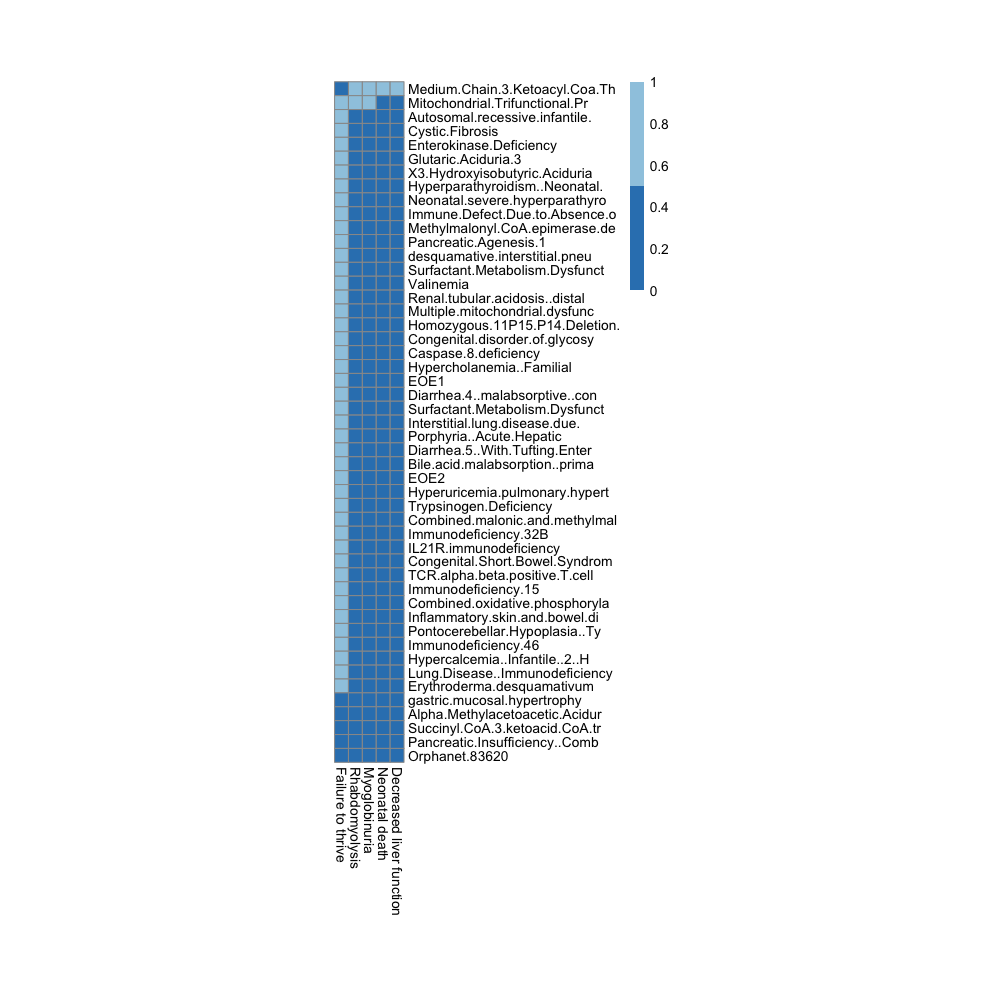 Medium.Chain.3.Ketoacyl.Coa.Th
Mitochondrial.Trifunctional.Pr
Autosomal.recessive.infantile.
Cystic.Fibrosis
Enterokinase.Deficiency
Glutaric.Aciduria.3
X3.Hydroxyisobutyric.Aciduria
Hyperparathyroidism..Neonatal.
Neonatal.severe.hyperparathyro
Immune.Defect.Due.to.Absence.o
Methylmalonyl.CoA.epimerase.de
Pancreatic.Agenesis.1
desquamative.interstitial.pneu
Surfactant.Metabolism.Dysfunct
Valinemia
Renal.tubular.acidosis..distal
Multiple.mitochondrial.dysfunc
Homozygous.11P15.P14.Deletion.
Congenital.disorder.of.glycosy
Caspase.8.deficiency
Hypercholanemia..Familial
EOE1
Diarrhea.4..malabsorptive..con
Surfactant.Metabolism.Dysfunct
Interstitial.lung.disease.due.
Porphyria..Acute.Hepatic
Diarrhea.5..With.Tufting.Enter
Bile.acid.malabsorption..prima
EOE2
Hyperuricemia.pulmonary.hypert
Trypsinogen.Deficiency
Combined.malonic.and.methylmal
Immunodeficiency.32B
IL21R.immunodeficiency
Congenital.Short.Bowel.Syndrom
TCR.alpha.beta.positive.T.cell
Immunodeficiency.15
Combined.oxidative.phosphoryla
Inflammatory.skin.and.bowel.di
Pontocerebellar.Hypoplasia..Ty
Immunodeficiency.46
Hypercalcemia..Infantile..2..H
Lung.Disease..Immunodeficiency
Erythroderma.desquamativum
gastric.mucosal.hypertrophy
Alpha.Methylacetoacetic.Acidur
Succinyl.CoA.3.ketoacid.CoA.tr
Pancreatic.Insufficiency..Comb
Orphanet.83620
Failure to thrive
Rhabdomyolysis
Myoglobinuria
Neonatal death
Decreased liver function
1
0.8
0.6
0.4
0.2
0